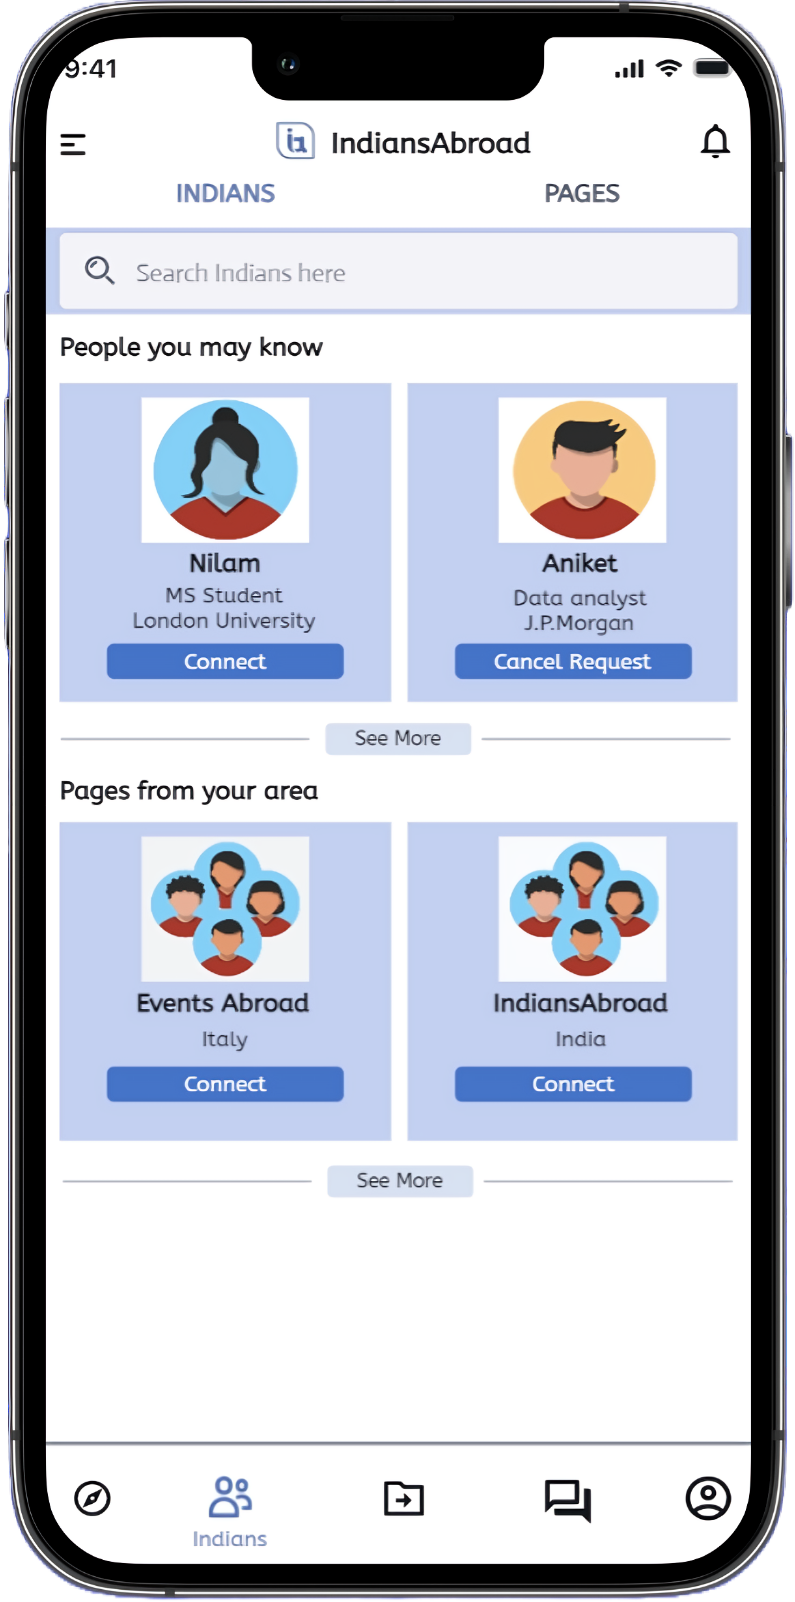 9:41
IndiansAbroad
INDIANS PAGES
Search Indians here
People you may know
Nilam
MS Student
London University
Connect
Aniket
Data analyst
J.P.Morgan
Cancel Request
See More
Pages from your area
Events Abroad
Italy
Connect
IndiansAbroad
India
Connect
See More
Indians